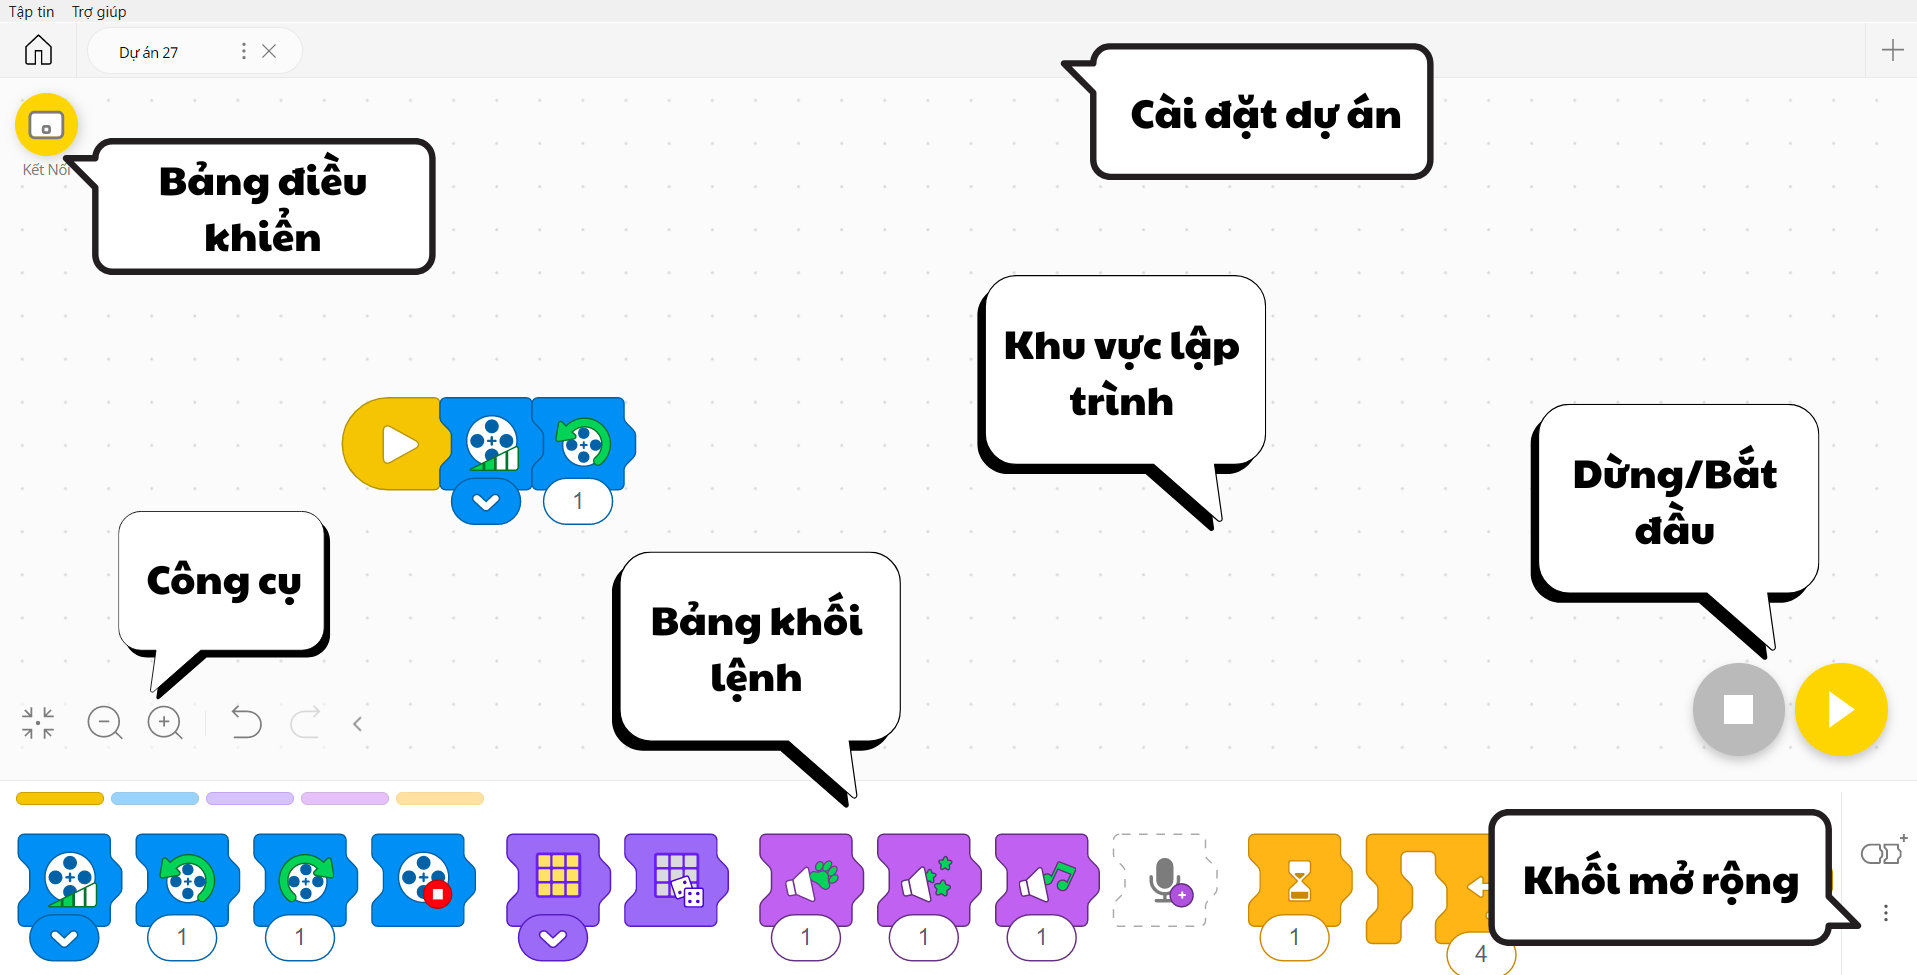 Tập tin Trợ giúp
Dự án 27
Cài đặt dự án
Kết Nối
Bảng điều
khiển
Khu vực lập
trình
Dừng/Bắt
đầu
1
Công cụ
Bảng khối
lệnh
Khối mở rộng
1
1
1
1
1
1
4